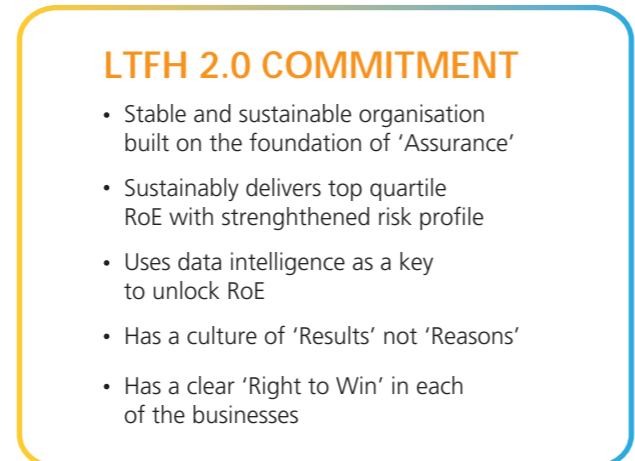 LTFH 2.0 COMMITMENT
• Stable and sustainable organisation
built on the foundation of ‘Assurance’
• Sustainably delivers top quartile
RoE with strenghthened risk profile
• Uses data intelligence as a key
to unlock RoE
• Has a culture of ‘Results’ not ‘Reasons’
• Has a clear ‘Right to Win’ in each
of the businesses